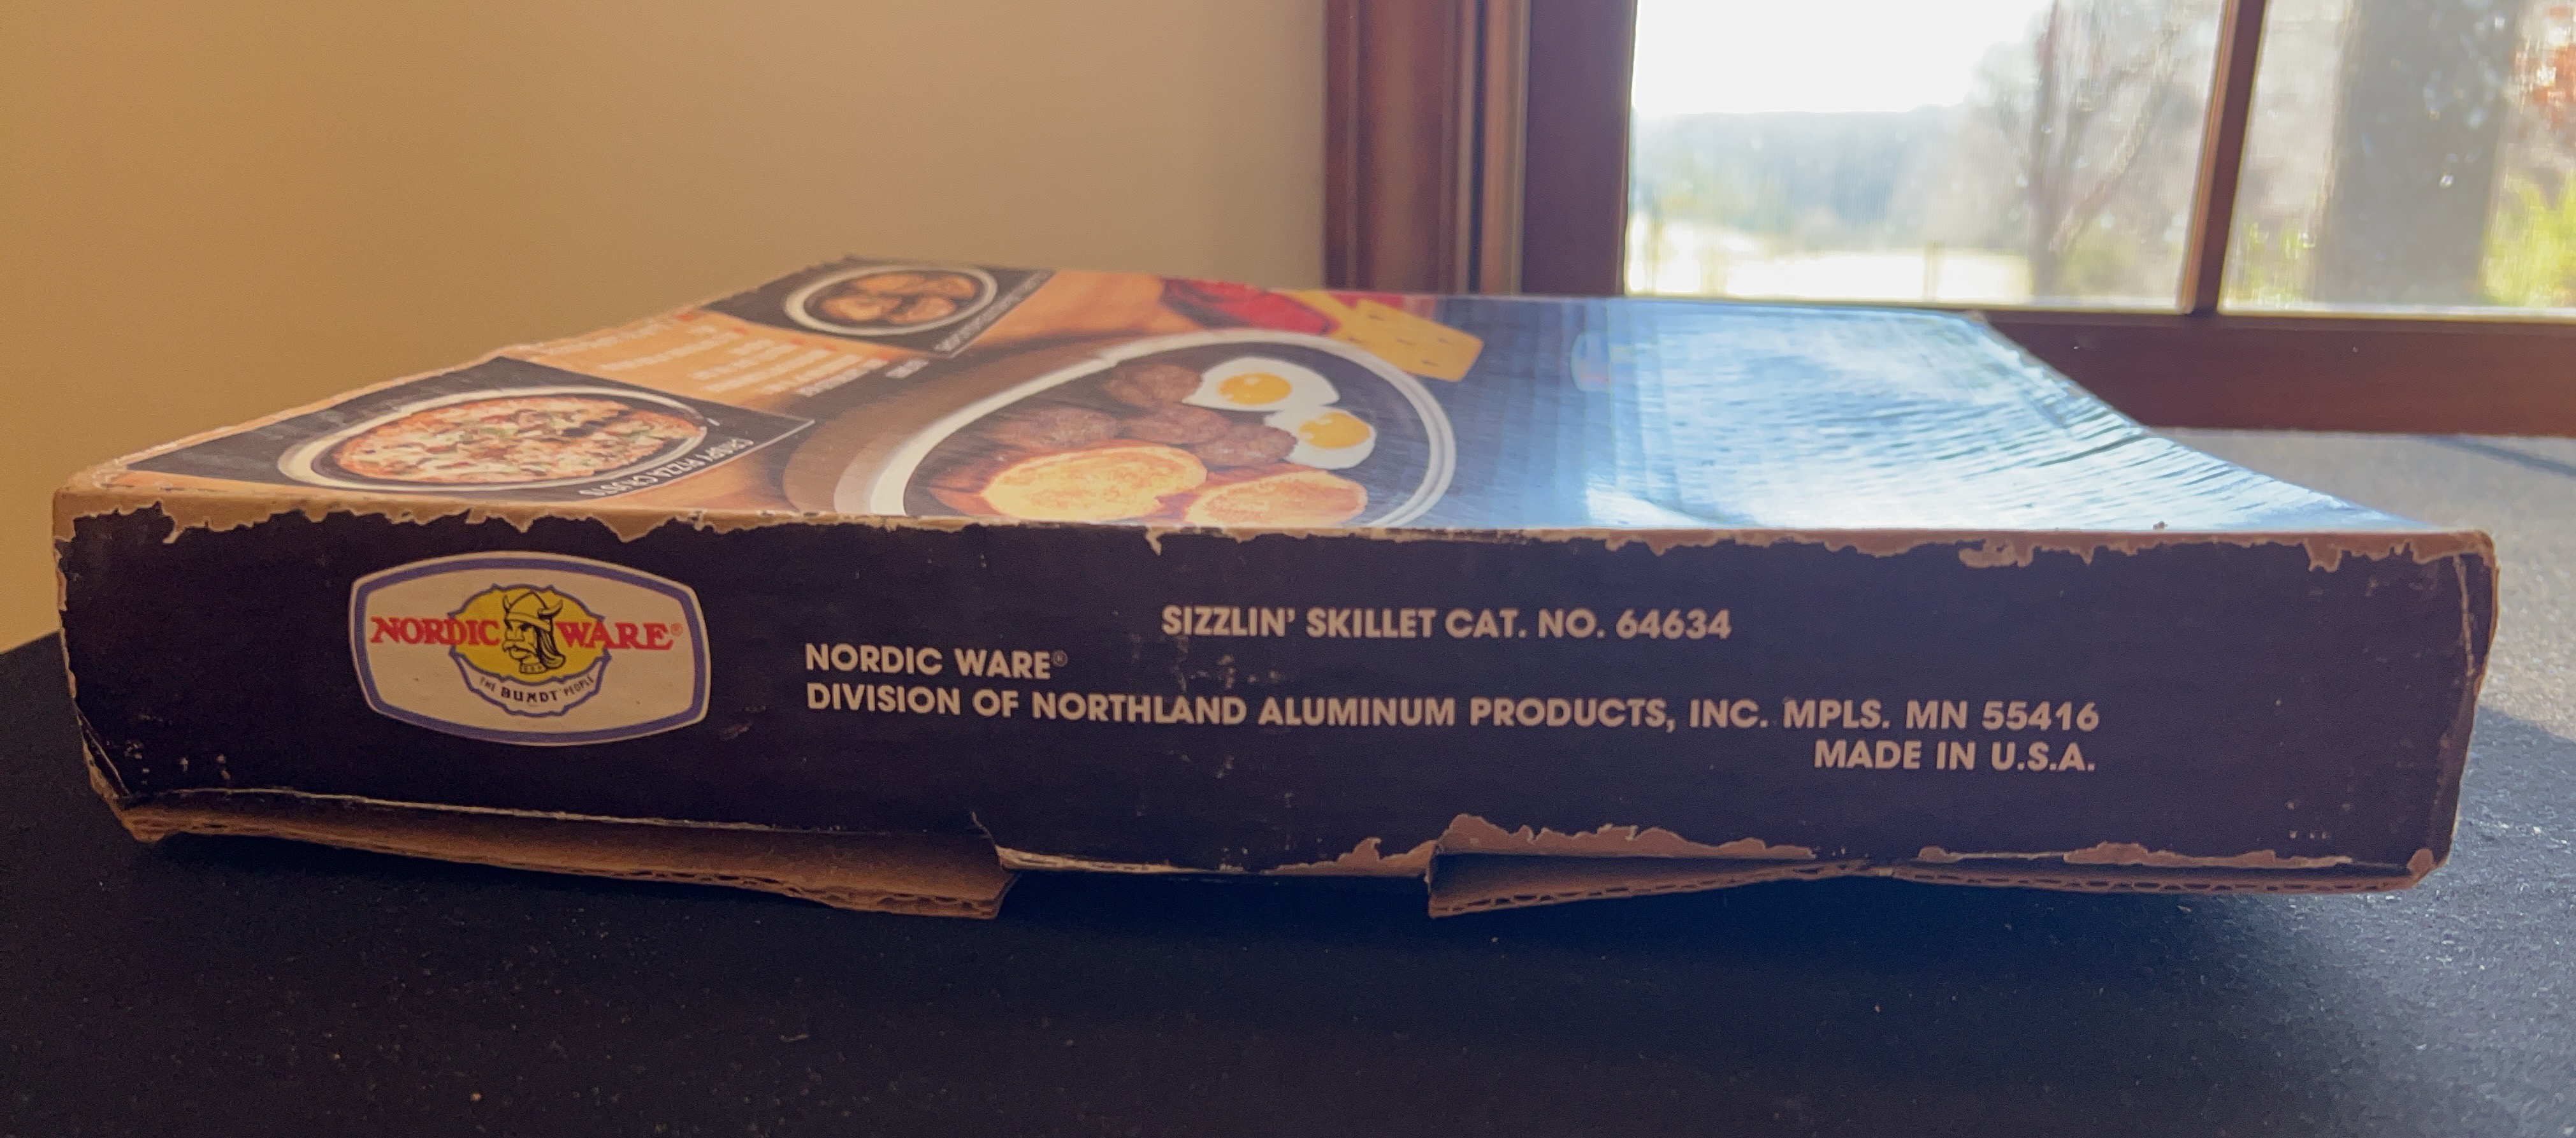 NORDIC WARE®
THE BUNDT® PEOPLE
SIZZLIN' SKILLET CAT. NO. 64634
NORDIC WARE®
DIVISION OF NORTHLAND ALUMINUM PRODUCTS, INC. MPLS. MN 55416
MADE IN U.S.A.
CRISPY PIZZA CRUSTS